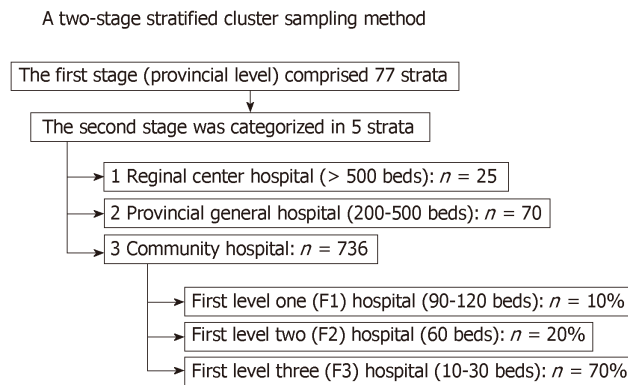 A two-stage stratified cluster sampling method
The first stage (provincial level) comprised 77 strata
The second stage was categorized in 5 strata
1 Reginal center hospital (> 500 beds): n = 25
2 Provincial general hospital (200-500 beds): n = 70
3 Community hospital: n = 736
First level one (F1) hospital (90-120 beds): n = 10%
First level two (F2) hospital (60 beds): n = 20%
First level three (F3) hospital (10-30 beds): n = 70%